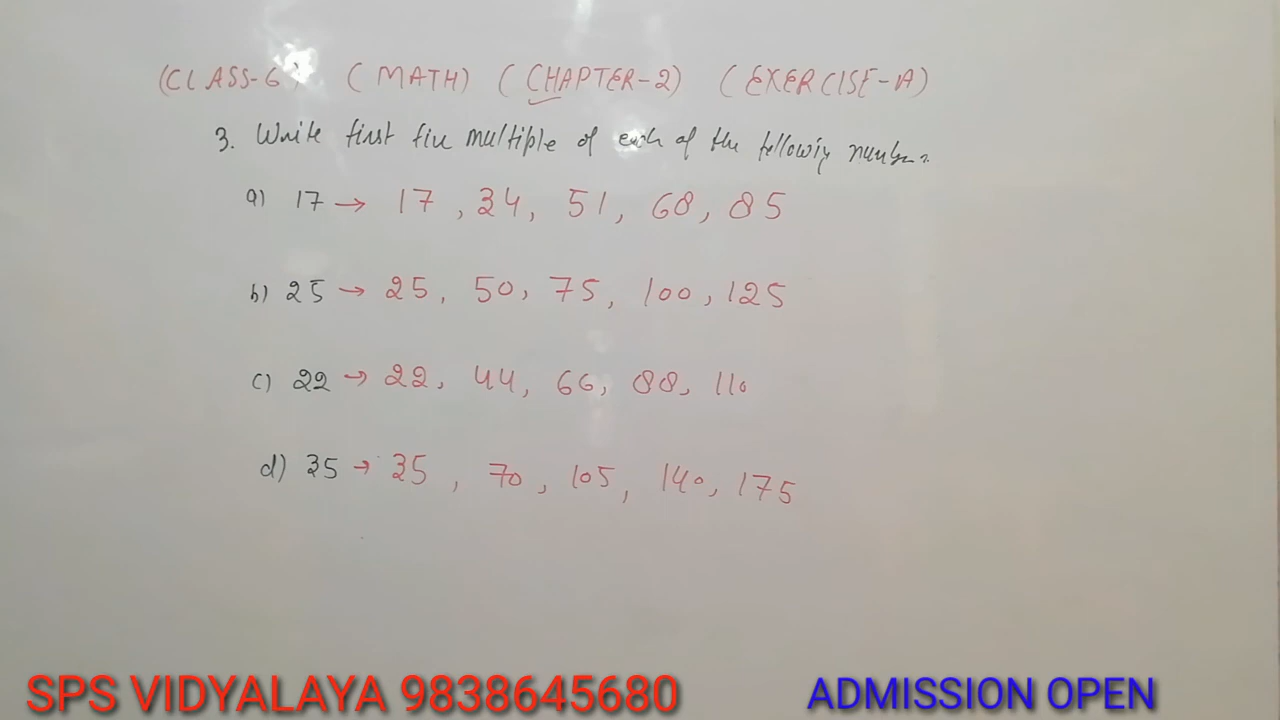 (CLASS-6) (MATH) (CHAPTER-2) (EXERCISE-A)
3. Write first five multiple of each of the following numbers.
a) 17 → 17, 34, 51, 68, 85
b) 25 → 25, 50, 75, 100, 125
c) 22 → 22, 44, 66, 88, 110
d) 35 → 35, 70, 105, 140, 175
SPS VIDYALAYA 9838645680 ADMISSION OPEN